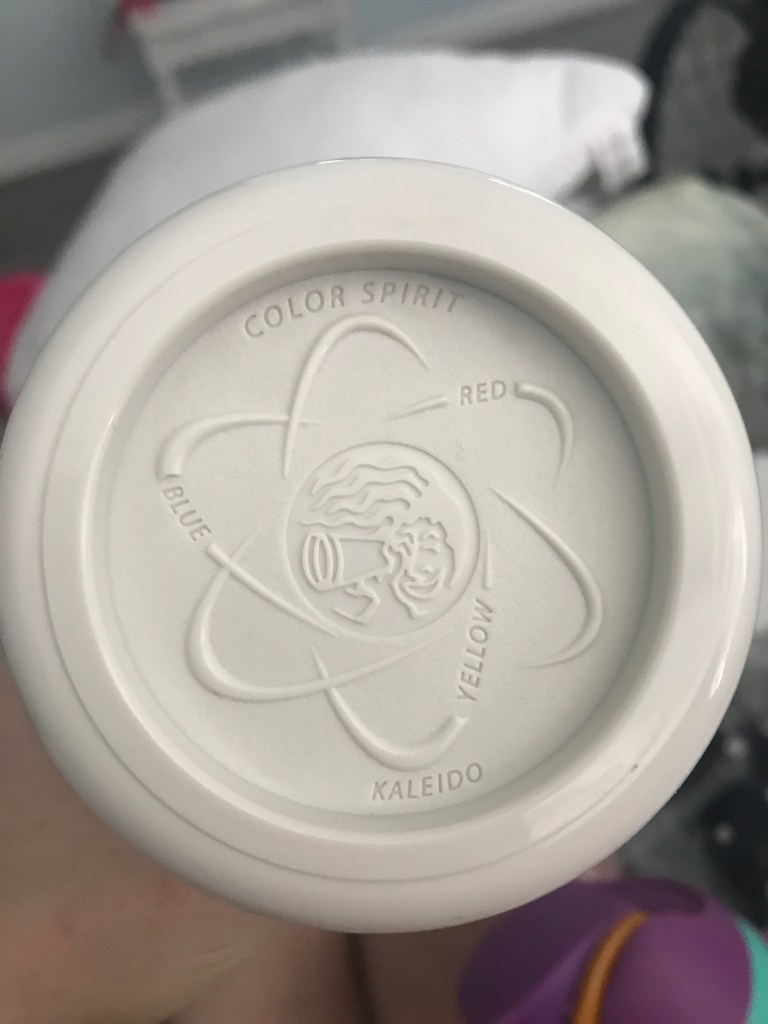 COLOR SPIRIT
RED
BLUE
YELLOW
KALEIDO